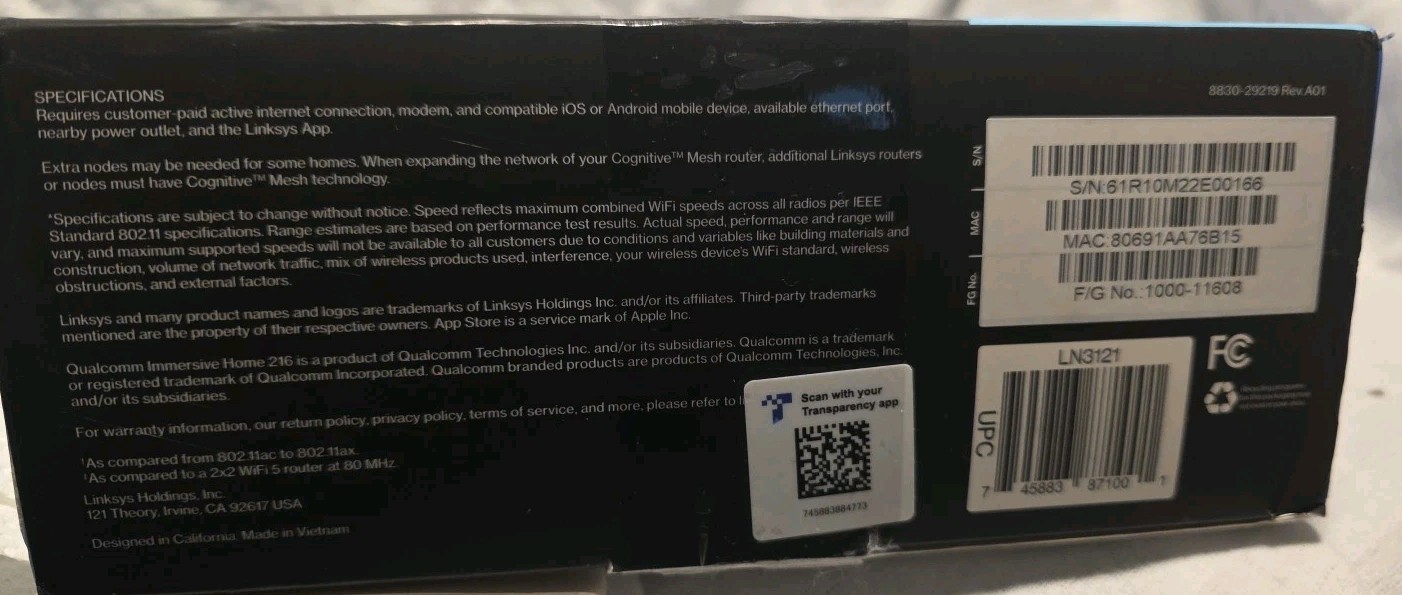 SPECIFICATIONS
Requires customer-paid active internet connection, modem, and compatible iOS or Android mobile device, available ethernet port,
nearby power outlet, and the Linksys App.
Extra nodes may be needed for some homes. When expanding the network of your Cognitive™ Mesh router, additional Linksys routers
or nodes must have Cognitive™ Mesh technology.
*Specifications are subject to change without notice. Speed reflects maximum combined WiFi speeds across all radios per IEEE
Standard 802.11 specifications. Range estimates are based on performance test results. Actual speed, performance and range will
vary, and maximum supported speeds will not be available to all customers due to conditions and variables like building materials and
construction, volume of network traffic, mix of wireless products used, interference, your wireless device's WiFi standard, wireless
obstructions, and external factors.
Linksys and many product names and logos are trademarks of Linksys Holdings Inc. and/or its affiliates. Third-party trademarks
mentioned are the property of their respective owners. App Store is a service mark of Apple Inc.
Qualcomm Immersive Home 216 is a product of Qualcomm Technologies Inc. and/or its subsidiaries. Qualcomm is a trademark
or registered trademark of Qualcomm Incorporated. Qualcomm branded products are products of Qualcomm Technologies, Inc.
and/or its subsidiaries.
For warranty information, our return policy, privacy policy, terms of service, and more, please refer to
¹As compared from 802.11ac to 802.11ax.
²As compared to a 2x2 WiFi 5 router at 80 MHz.
Linksys Holdings, Inc.
121 Theory, Irvine, CA 92617 USA
Designed in California. Made in Vietnam
Scan with your
Transparency app
745883884773
8830-29219 Rev.A01
S/N
S/N:61R10M22E00166
MAC
MAC:80691AA76B15
FG No.
F/G No.:1000-11608
LN3121
UPC
7 45883 87100 1
FC